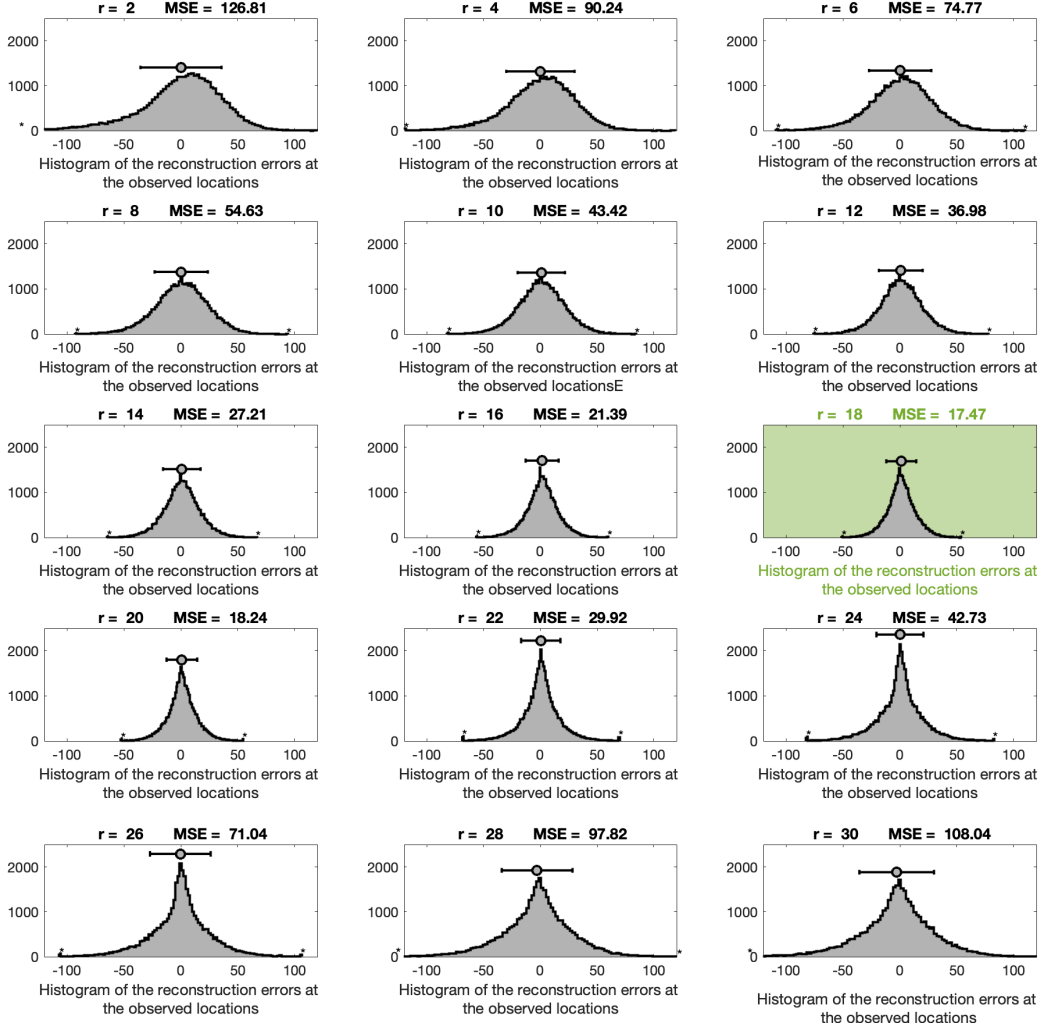 r = 2 MSE = 126.81
r = 4 MSE = 90.24
r = 6 MSE = 74.77
2000
1000
0
*
-100 -50 0 50 100
Histogram of the reconstruction errors at
the observed locations
2000
1000
0
* 
-100 -50 0 50 100
Histogram of the reconstruction errors at
the observed locations
2000
1000
0
* *
-100 -50 0 50 100
Histogram of the reconstruction errors at
the observed locations
r = 8 MSE = 54.63
r = 10 MSE = 43.42
r = 12 MSE = 36.98
2000
1000
0
* *
-100 -50 0 50 100
Histogram of the reconstruction errors at
the observed locations
2000
1000
0
* *
-100 -50 0 50 100
Histogram of the reconstruction errors at
the observed locationsE
2000
1000
0
* *
-100 -50 0 50 100
Histogram of the reconstruction errors at
the observed locations
r = 14 MSE = 27.21
r = 16 MSE = 21.39
r = 18 MSE = 17.47
2000
1000
0
* *
-100 -50 0 50 100
Histogram of the reconstruction errors at
the observed locations
2000
1000
0
* *
-100 -50 0 50 100
Histogram of the reconstruction errors at
the observed locations
2000
1000
0
* *
-100 -50 0 50 100
Histogram of the reconstruction errors at
the observed locations
r = 20 MSE = 18.24
r = 22 MSE = 29.92
r = 24 MSE = 42.73
2000
1000
0
* *
-100 -50 0 50 100
Histogram of the reconstruction errors at
the observed locations
2000
1000
0
* *
-100 -50 0 50 100
Histogram of the reconstruction errors at
the observed locations
2000
1000
0
* *
-100 -50 0 50 100
Histogram of the reconstruction errors at
the observed locations
r = 26 MSE = 71.04
r = 28 MSE = 97.82
r = 30 MSE = 108.04
2000
1000
0
* *
-100 -50 0 50 100
Histogram of the reconstruction errors at
the observed locations
2000
1000
0
* *
-100 -50 0 50 100
Histogram of the reconstruction errors at
the observed locations
2000
1000
0
*
-100 -50 0 50 100
Histogram of the reconstruction errors at
the observed locations